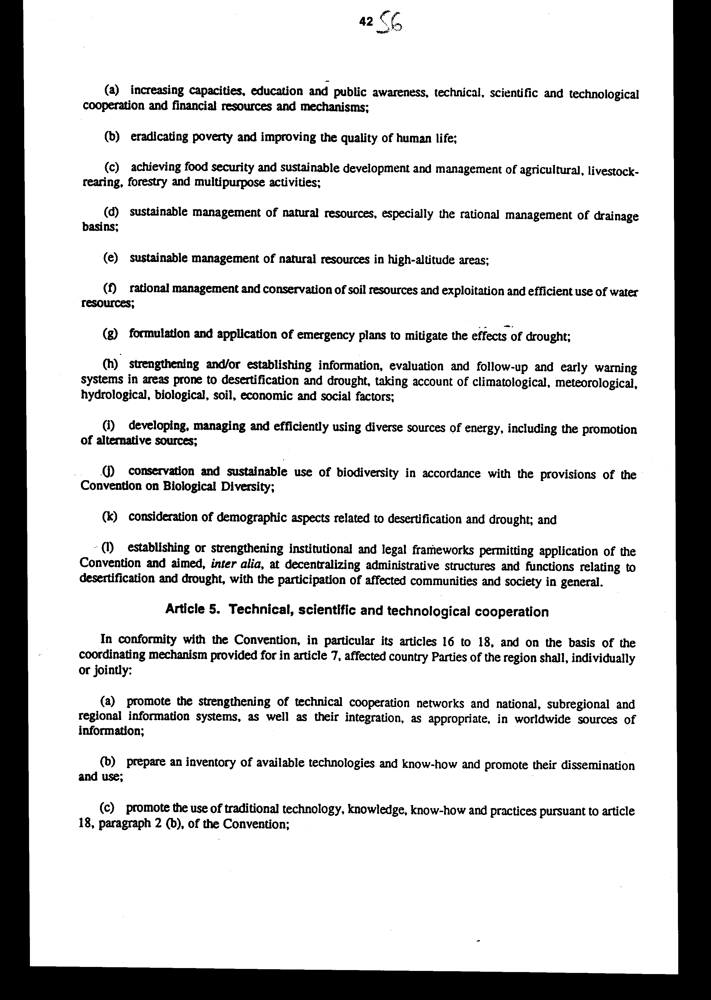 42 56
(a) increasing capacities, education and public awareness, technical, scientific and technological
cooperation and financial resources and mechanisms;
(b) eradicating poverty and improving the quality of human life;
(c) achieving food security and sustainable development and management of agricultural, livestock-
rearing, forestry and multipurpose activities;
(d) sustainable management of natural resources, especially the rational management of drainage
basins;
(e) sustainable management of natural resources in high-altitude areas;
(f) rational management and conservation of soil resources and exploitation and efficient use of water
resources;
(g) formulation and application of emergency plans to mitigate the effects of drought;
(h) strengthening and/or establishing information, evaluation and follow-up and early warning
systems in areas prone to desertification and drought, taking account of climatological, meteorological,
hydrological, biological, soil, economic and social factors;
(i) developing, managing and efficiently using diverse sources of energy, including the promotion
of alternative sources;
(j) conservation and sustainable use of biodiversity in accordance with the provisions of the
Convention on Biological Diversity;
(k) consideration of demographic aspects related to desertification and drought; and
(l) establishing or strengthening institutional and legal frameworks permitting application of the
Convention and aimed, inter alia, at decentralizing administrative structures and functions relating to
desertification and drought, with the participation of affected communities and society in general.
Article 5. Technical, scientific and technological cooperation
In conformity with the Convention, in particular its articles 16 to 18, and on the basis of the
coordinating mechanism provided for in article 7, affected country Parties of the region shall, individually
or jointly:
(a) promote the strengthening of technical cooperation networks and national, subregional and
regional information systems, as well as their integration, as appropriate, in worldwide sources of
information;
(b) prepare an inventory of available technologies and know-how and promote their dissemination
and use;
(c) promote the use of traditional technology, knowledge, know-how and practices pursuant to article
18, paragraph 2 (b), of the Convention;